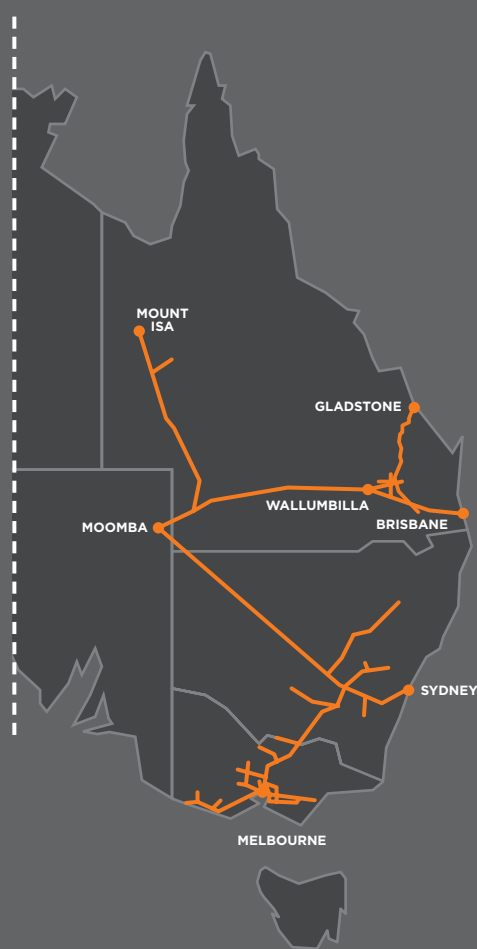 MOUNT
ISA
GLADSTONE
WALLUMBILLA
BRISBANE
MOOMBA
SYDNEY
MELBOURNE